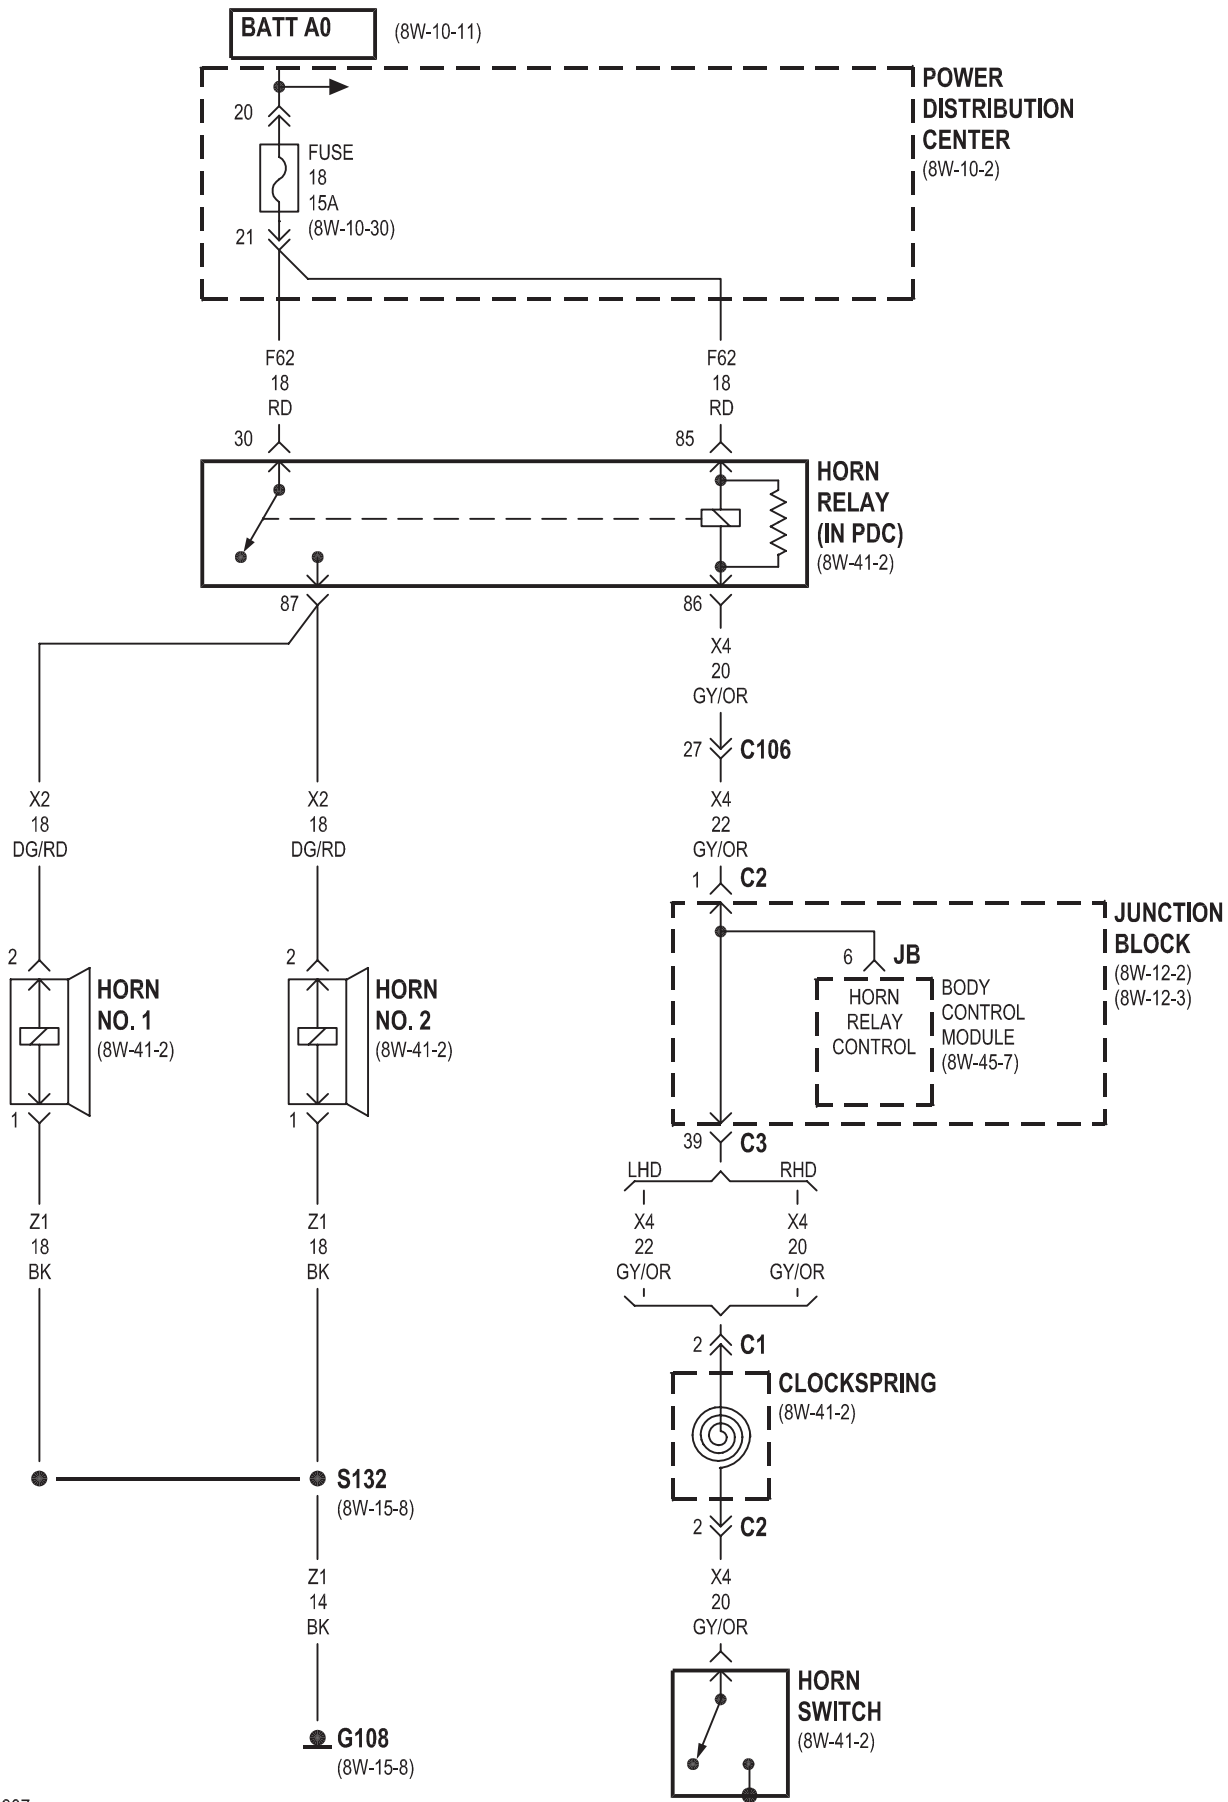 BATT A0
(8W-10-11)
POWER
DISTRIBUTION
CENTER
(8W-10-2)
20
FUSE
18
15A
(8W-10-30)
21
F62
18
RD
F62
18
RD
30
85
HORN
RELAY
(IN PDC)
(8W-41-2)
87
86
X4
20
GY/OR
27
C106
X2
18
DG/RD
X2
18
DG/RD
X4
22
GY/OR
1
C2
JUNCTION
BLOCK
(8W-12-2)
(8W-12-3)
6
JB
HORN
RELAY
CONTROL
BODY
CONTROL
MODULE
(8W-45-7)
2
HORN
NO. 1
(8W-41-2)
1
2
HORN
NO. 2
(8W-41-2)
1
39
C3
LHD
RHD
X4
22
GY/OR
X4
20
GY/OR
Z1
18
BK
Z1
18
BK
2
C1
CLOCKSPRING
(8W-41-2)
2
C2
S132
(8W-15-8)
Z1
14
BK
X4
20
GY/OR
G108
(8W-15-8)
HORN
SWITCH
(8W-41-2)